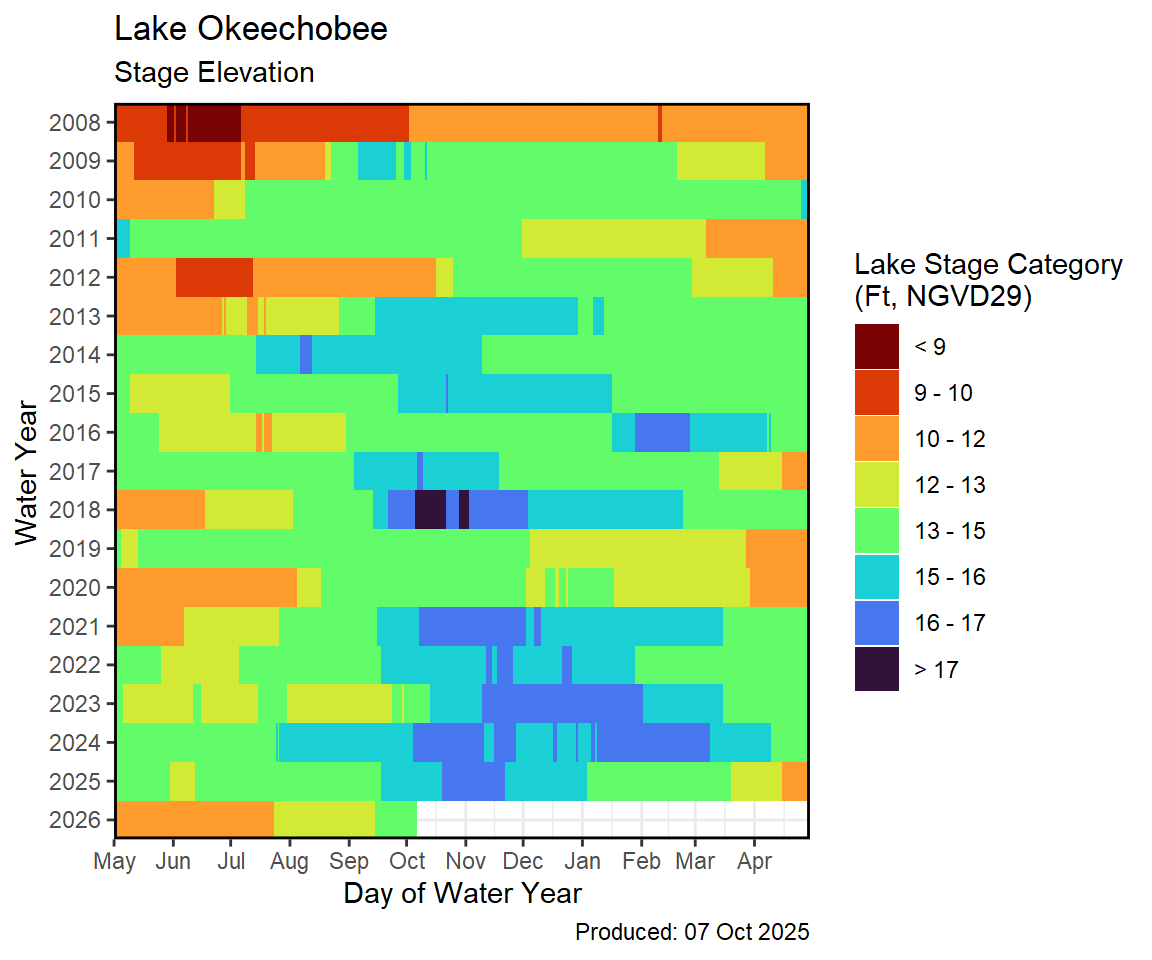 Lake Okeechobee
Stage Elevation
2008
2009
2010
2011
2012
2013
2014
2015
2016
2017
2018
2019
2020
2021
2022
2023
2024
2025
2026
Water Year
May Jun Jul Aug Sep Oct Nov Dec Jan Feb Mar Apr
Day of Water Year
Lake Stage Category
(Ft, NGVD29)
< 9
9 - 10
10 - 12
12 - 13
13 - 15
15 - 16
16 - 17
> 17
Produced: 07 Oct 2025